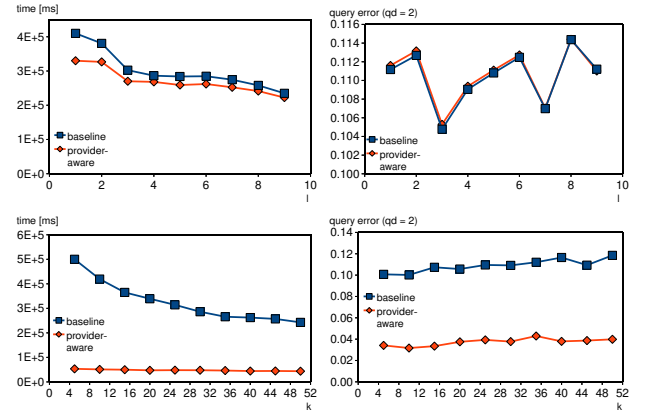 time [ms]
4E+5
3E+5
2E+5
1E+5
0E+0
0 2 4 6 8 10
l
baseline
provider-
aware
query error (qd = 2)
0.116
0.114
0.112
0.110
0.108
0.106
0.104
0.102
0.100
0 2 4 6 8 10
l
baseline
provider-
aware
time [ms]
6E+5
5E+5
4E+5
3E+5
2E+5
1E+5
0E+0
0 4 8 12 16 20 24 28 32 36 40 44 48 52
k
baseline
provider-
aware
query error (qd = 2)
0.14
0.12
0.10
0.08
0.06
0.04
0.02
0.00
0 4 8 12 16 20 24 28 32 36 40 44 48 52
k
baseline
provider-
aware